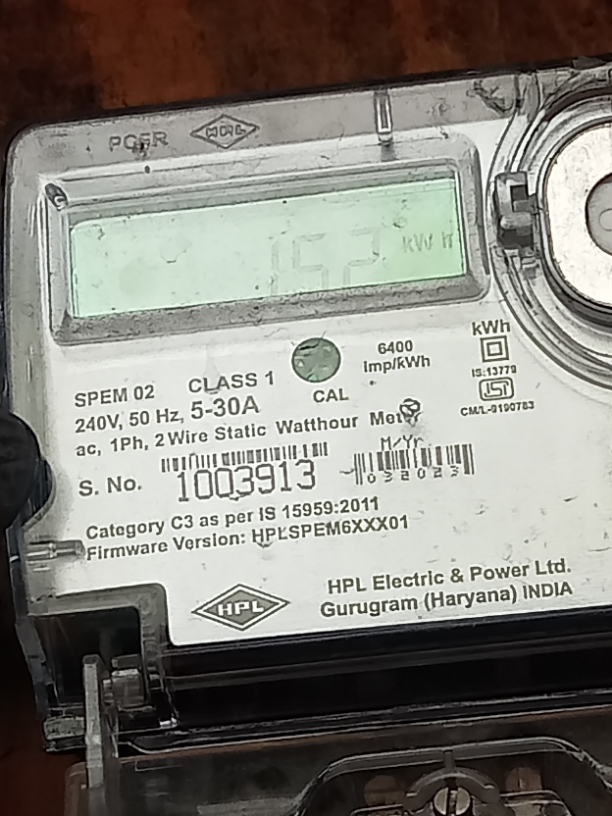 HPL
152 kWh
SPEM 02 CLASS 1
CAL
6400
Imp/kWh
kWh
IS:13779
CM/L-0190783
240V, 50 Hz, 5-30A
ac, 1Ph, 2 Wire Static Watthour Meter
S. No. 1003913
M/Yr
032023
Category C3 as per IS 15959:2011
Firmware Version: HPLSPEM6XXX01
HPL
HPL Electric & Power Ltd.
Gurugram (Haryana) INDIA